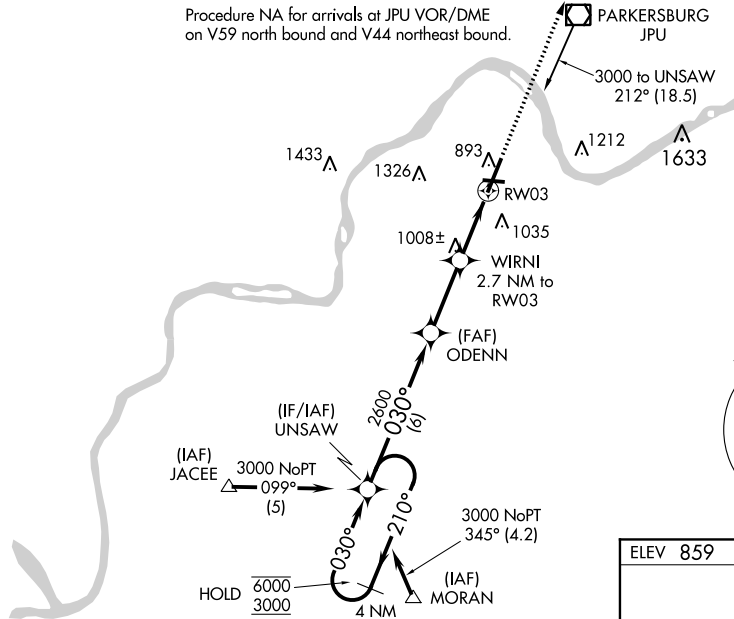 Procedure NA for arrivals at JPU VOR/DME
on V59 north bound and V44 northeast bound.
PARKERSBURG
JPU
3000 to UNSAW
212° (18.5)
1433
1326
893
1212
1633
RW03
1035
1008±
WIRNI
2.7 NM to
RW03
(FAF)
ODENN
2600
030°
(6)
(IF/IAF)
UNSAW
(IAF)
JACEE
3000 NoPT
099°
(5)
030°
210°
3000 NoPT
345° (4.2)
HOLD
6000
3000
4 NM
(IAF)
MORAN
ELEV 859